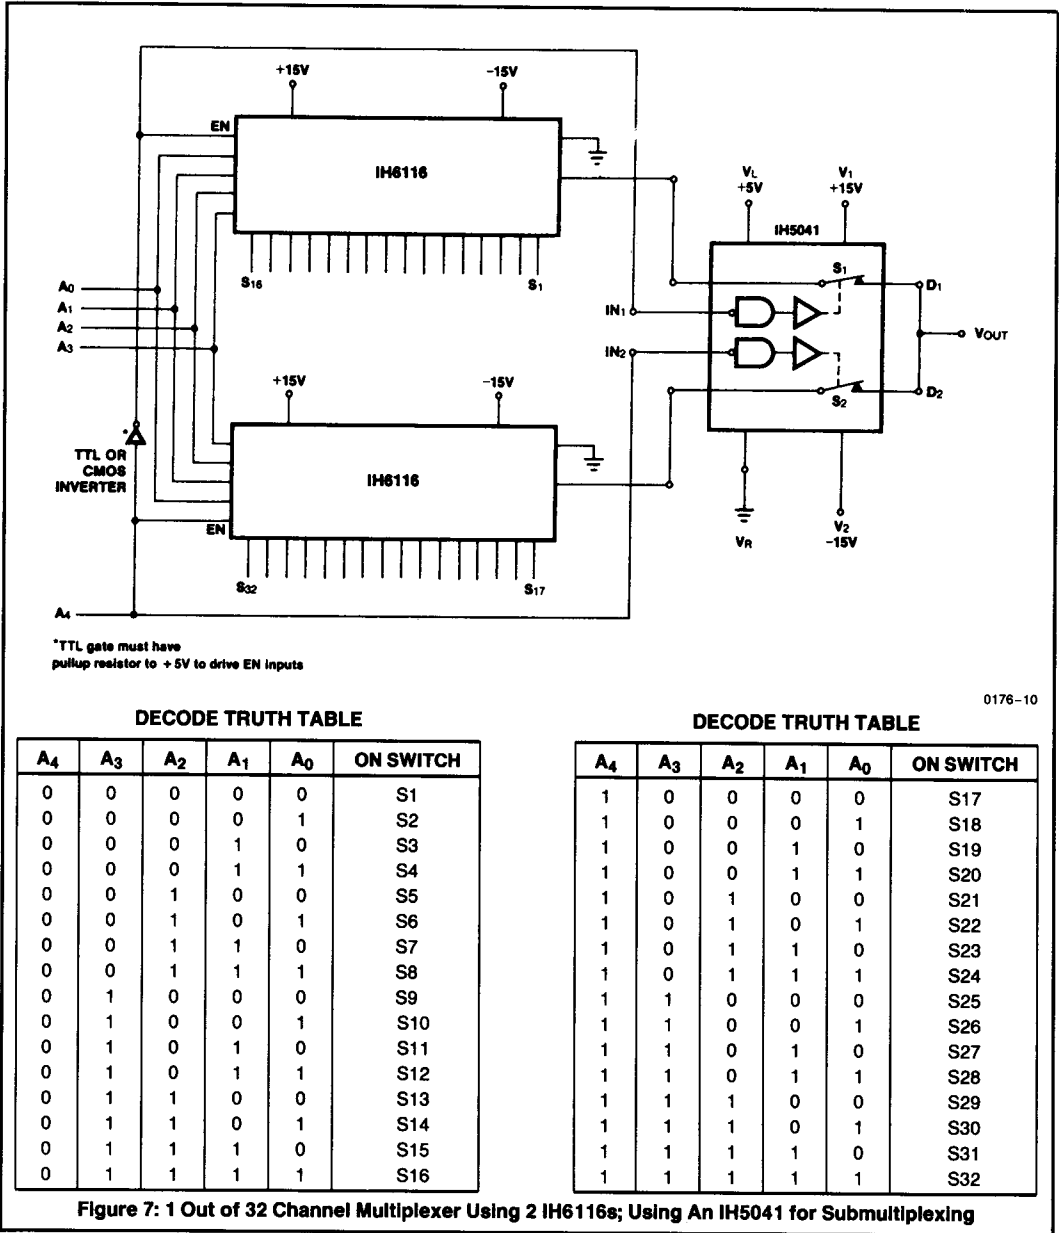 +15V
-15V
EN
IH6116
S16
S1
A0
A1
A2
A3
VL
+5V
V1
+15V
IH5041
S1
D1
IN1
VOUT
IN2
S2
D2
+15V
-15V
*
TTL OR
CMOS
INVERTER
IH6116
EN
S32
S17
VR
V2
-15V
A4
*TTL gate must have
pullup resistor to +5V to drive EN inputs
0176-10
DECODE TRUTH TABLE
A4 A3 A2 A1 A0 ON SWITCH
0 0 0 0 0 S1
0 0 0 0 1 S2
0 0 0 1 0 S3
0 0 0 1 1 S4
0 0 1 0 0 S5
0 0 1 0 1 S6
0 0 1 1 0 S7
0 0 1 1 1 S8
0 1 0 0 0 S9
0 1 0 0 1 S10
0 1 0 1 0 S11
0 1 0 1 1 S12
0 1 1 0 0 S13
0 1 1 0 1 S14
0 1 1 1 0 S15
0 1 1 1 1 S16
DECODE TRUTH TABLE
A4 A3 A2 A1 A0 ON SWITCH
1 0 0 0 0 S17
1 0 0 0 1 S18
1 0 0 1 0 S19
1 0 0 1 1 S20
1 0 1 0 0 S21
1 0 1 0 1 S22
1 0 1 1 0 S23
1 0 1 1 1 S24
1 1 0 0 0 S25
1 1 0 0 1 S26
1 1 0 1 0 S27
1 1 0 1 1 S28
1 1 1 0 0 S29
1 1 1 0 1 S30
1 1 1 1 0 S31
1 1 1 1 1 S32
Figure 7: 1 Out of 32 Channel Multiplexer Using 2 IH6116s; Using An IH5041 for Submultiplexing